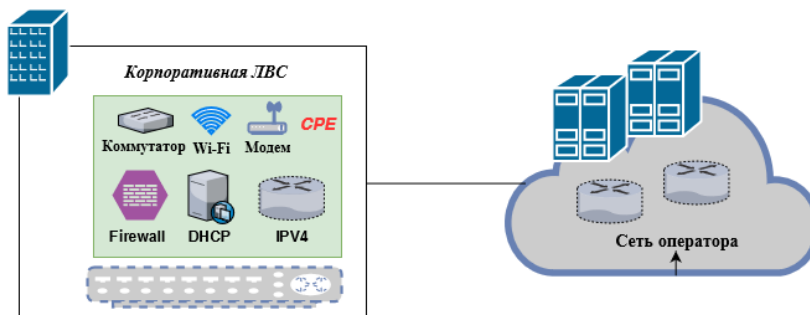 Корпоративная ЛВС
CPE
Коммутатор Wi-Fi Модем
Firewall DHCP IPV4
Сеть оператора